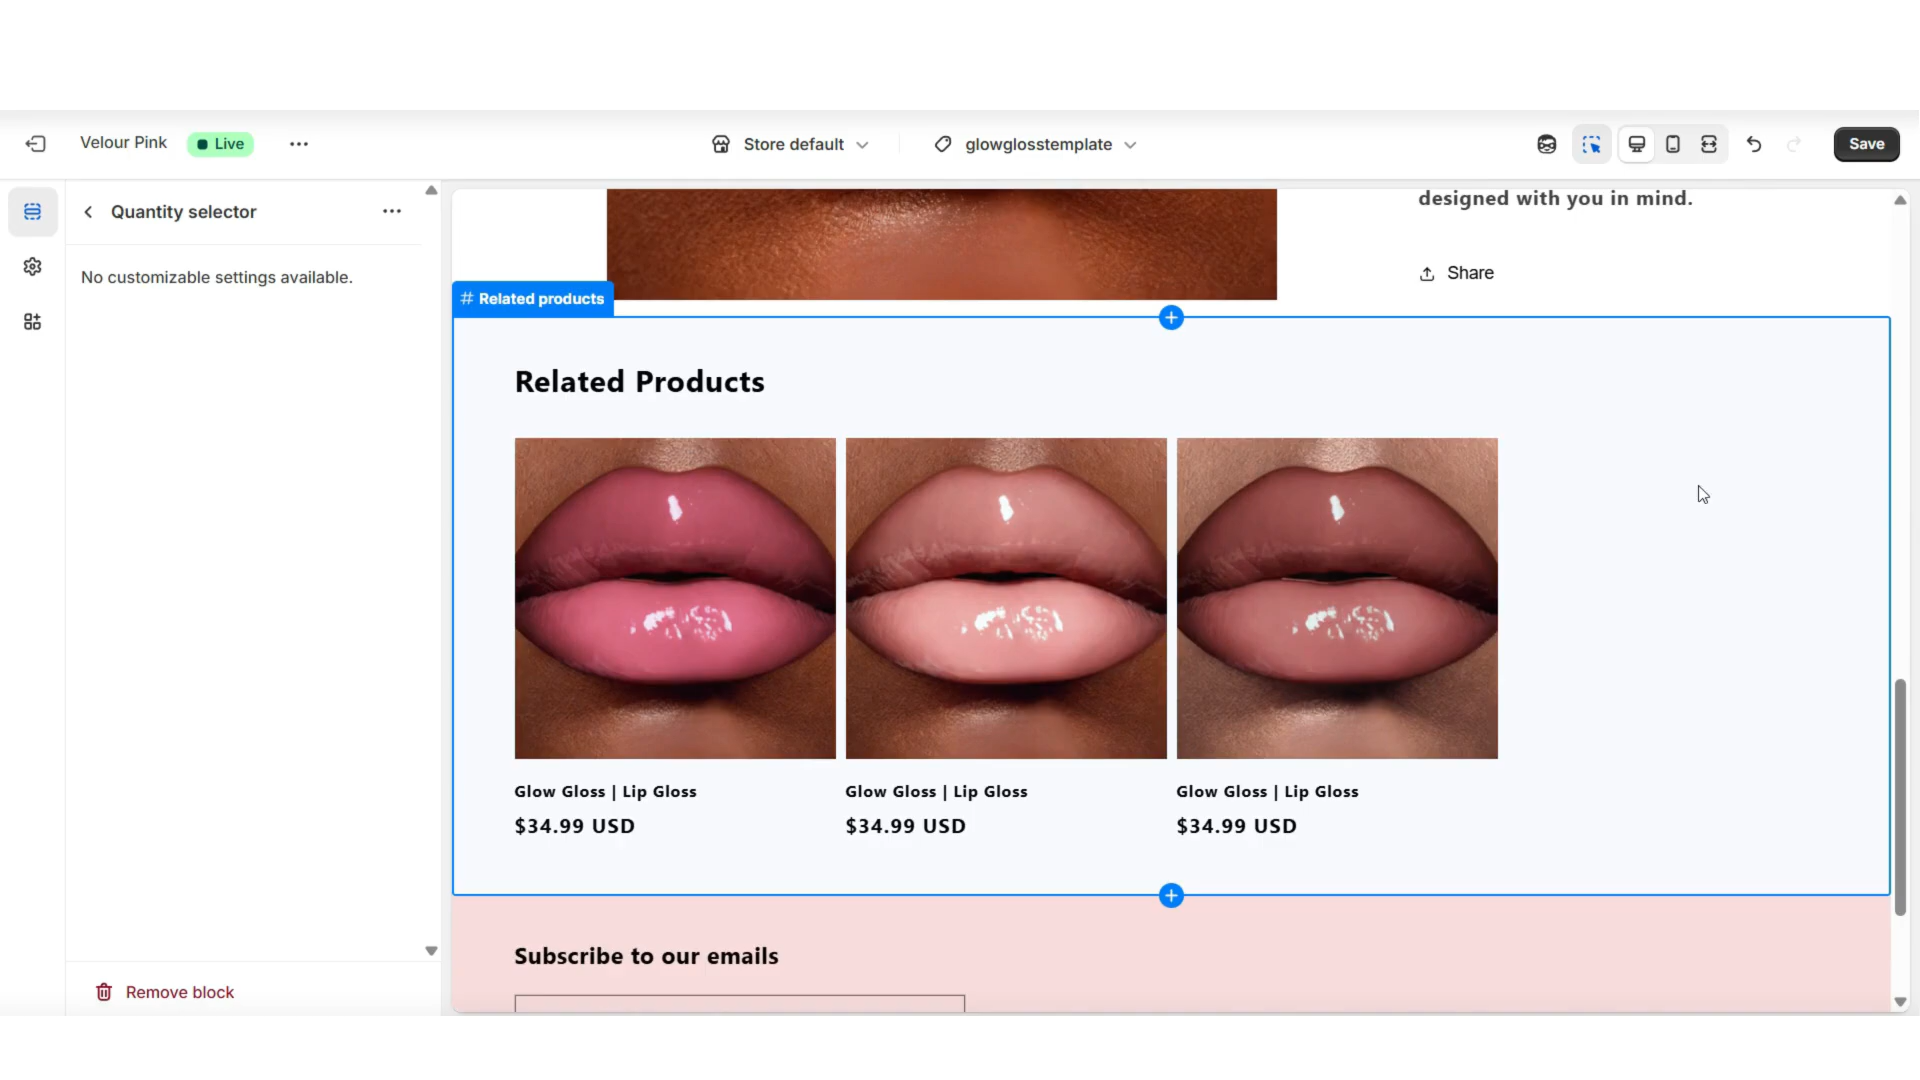 Velour Pink
Live
Store default
glowglosstemplate
Save
Quantity selector
No customizable settings available.
designed with you in mind.
Share
# Related products
Related Products
Glow Gloss | Lip Gloss
$34.99 USD
Glow Gloss | Lip Gloss
$34.99 USD
Glow Gloss | Lip Gloss
$34.99 USD
Subscribe to our emails
Remove block